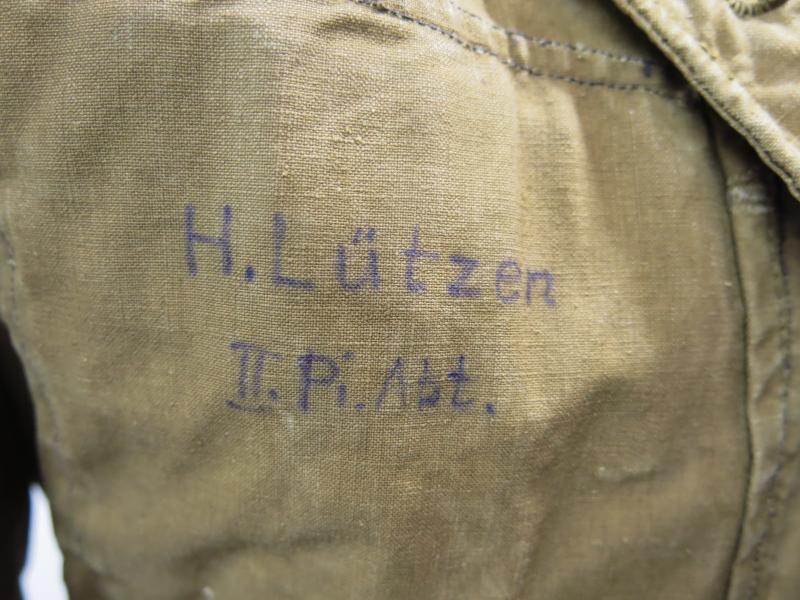 H. Lützen
II. Pi. Abt.